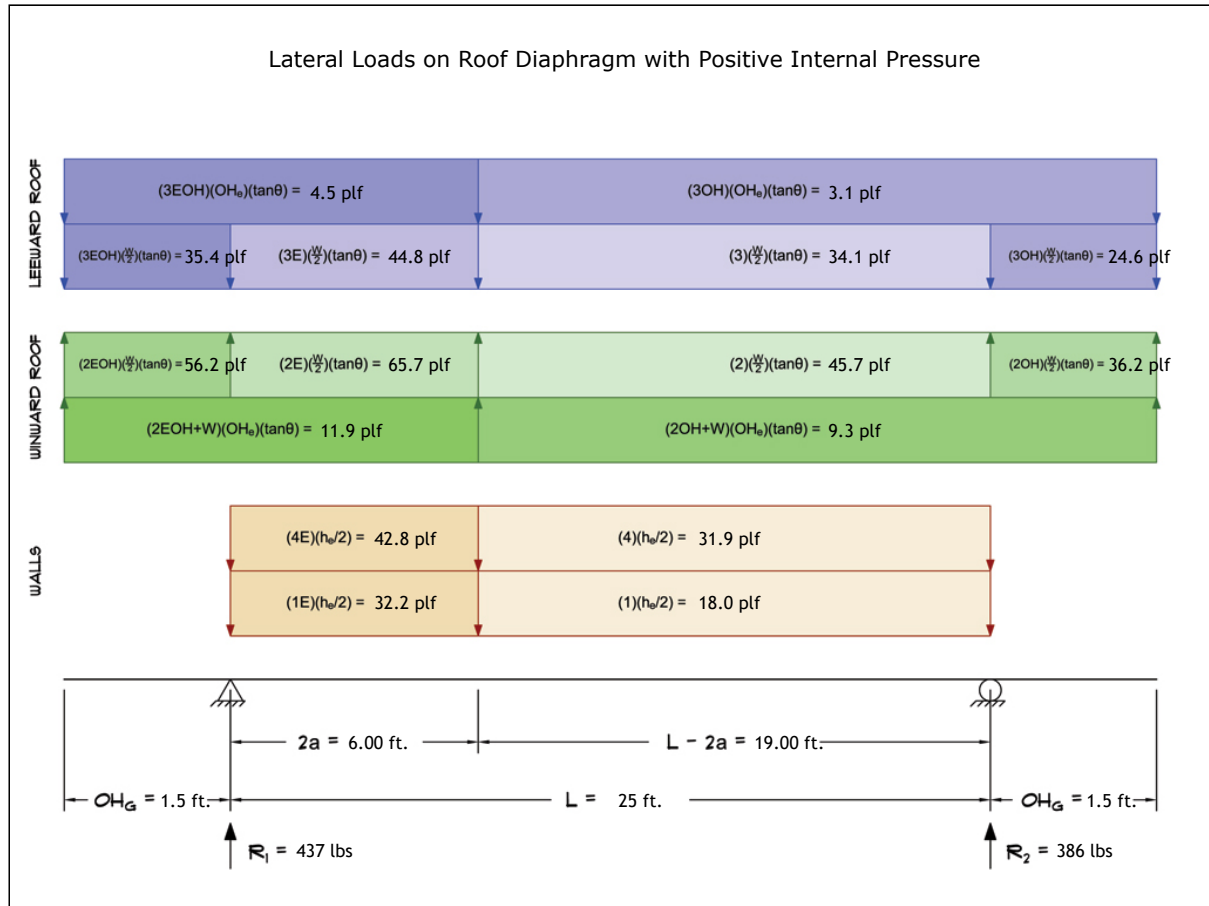 Lateral Loads on Roof Diaphragm with Positive Internal Pressure
LEEWARD ROOF
(3EOH)(OHₑ)(tanθ) = 4.5 plf
(3OH)(OHₑ)(tanθ) = 3.1 plf
(3EOH)(W/2)(tanθ) = 35.4 plf
(3E)(W/2)(tanθ) = 44.8 plf
(3)(W/2)(tanθ) = 34.1 plf
(3OH)(W/2)(tanθ) = 24.6 plf
WINWARD ROOF
(2EOH)(W/2)(tanθ) = 56.2 plf
(2E)(W/2)(tanθ) = 65.7 plf
(2)(W/2)(tanθ) = 45.7 plf
(2OH)(W/2)(tanθ) = 36.2 plf
(2EOH+W)(OHₑ)(tanθ) = 11.9 plf
(2OH+W)(OHₑ)(tanθ) = 9.3 plf
WALLS
(4E)(hₑ/2) = 42.8 plf
(4)(hₑ/2) = 31.9 plf
(1E)(hₑ/2) = 32.2 plf
(1)(hₑ/2) = 18.0 plf
2a = 6.00 ft.
L - 2a = 19.00 ft.
OH_G = 1.5 ft.
L = 25 ft.
OH_G = 1.5 ft.
R₁ = 437 lbs
R₂ = 386 lbs